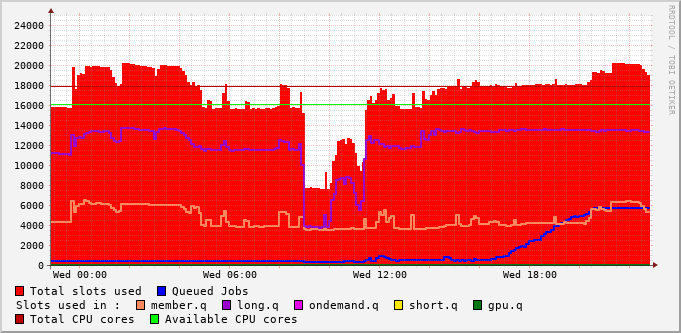 24000
22000
20000
18000
16000
14000
12000
10000
8000
6000
4000
2000
0
Wed 00:00 Wed 06:00 Wed 12:00 Wed 18:00
Total slots used Queued Jobs
Slots used in : member.q long.q ondemand.q short.q gpu.q
Total CPU cores Available CPU cores
RRDTOOL / TOBI OETIKER